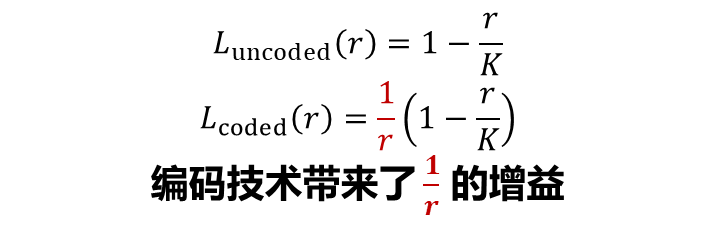 L_uncoded(r) = 1 − r/K
L_coded(r) = 1/r (1 − r/K)
编码技术带来了 1/r 的增益